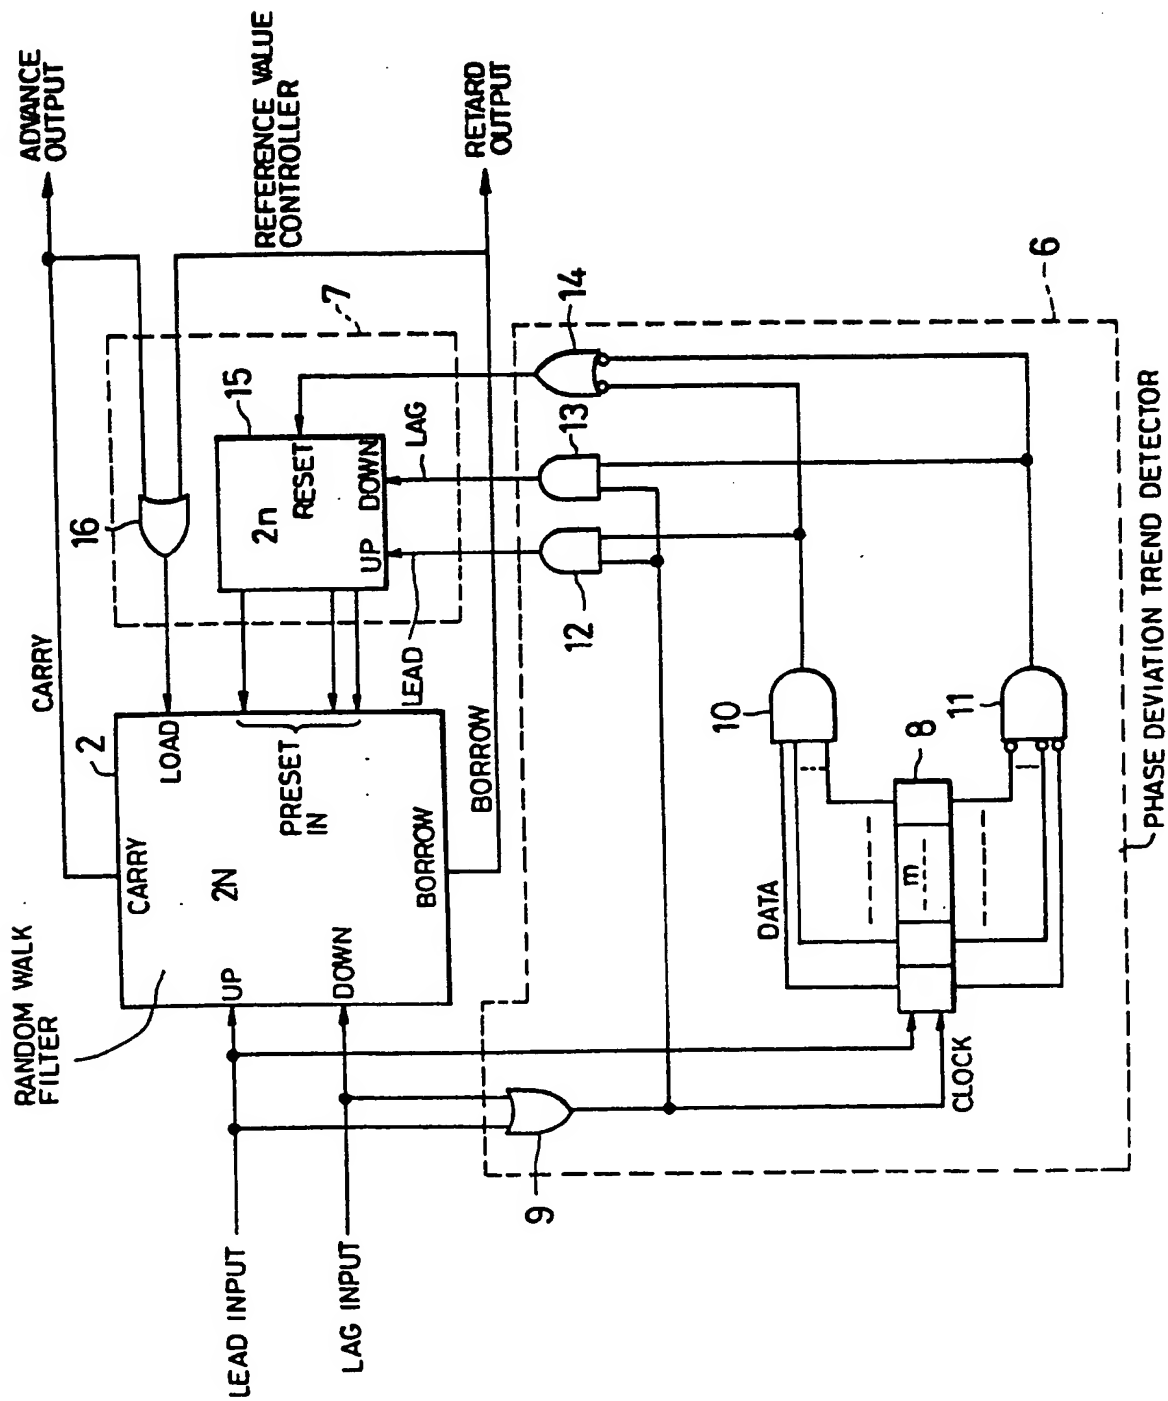 ADVANCE
OUTPUT
REFERENCE VALUE
CONTROLLER
RETARD
OUTPUT
CARRY
16
7
15
2n
RESET
UP
DOWN
LEAD
LAG
14
13
12
6
RANDOM WALK
FILTER
2
CARRY
LOAD
2N
PRESET
IN
UP
DOWN
BORROW
BORROW
LEAD INPUT
LAG INPUT
9
10
11
DATA
8
m
CLOCK
PHASE DEVIATION TREND DETECTOR